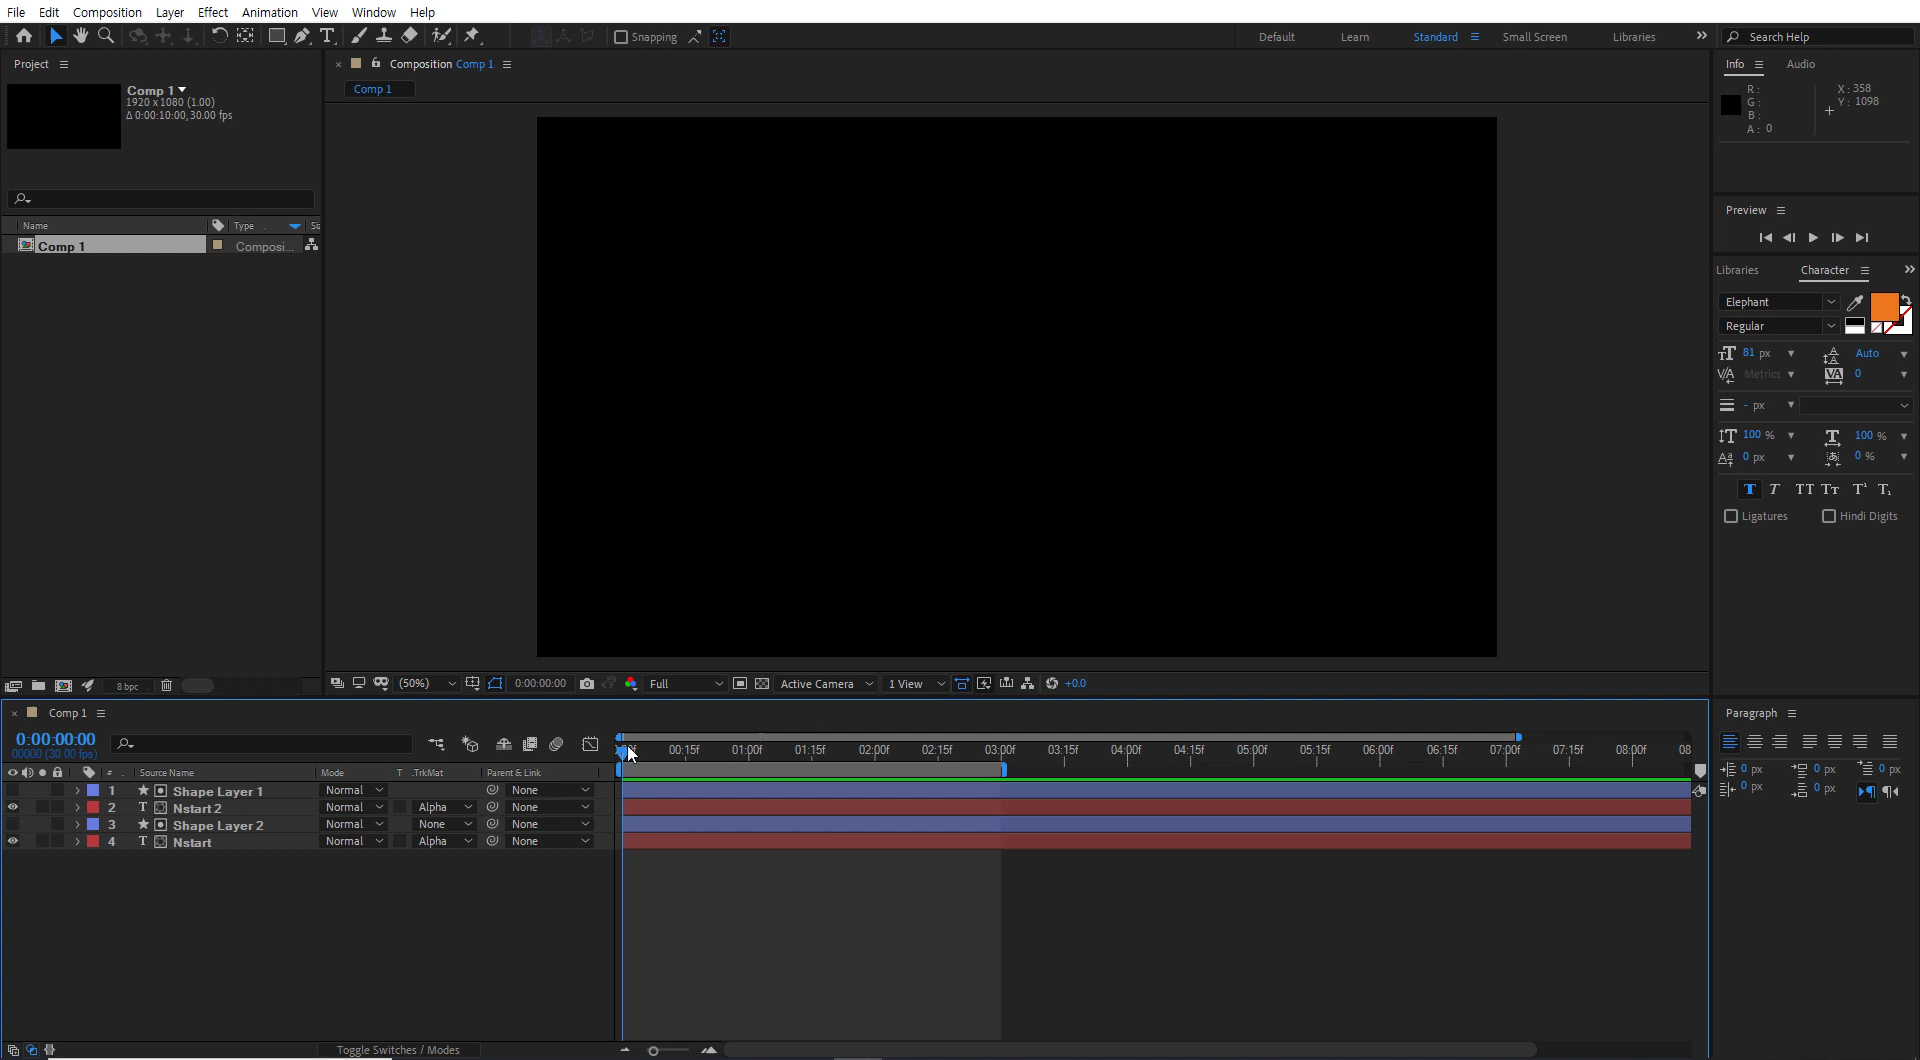 File Edit Composition Layer Effect Animation View Window Help
Snapping Default Learn Standard Small Screen Libraries Search Help
Project
Composition Comp 1
Info Audio
Comp 1
Comp 1
1920 x 1080 (1.00)
Δ 0:00:10:00, 30.00 fps
R :
G :
B :
A : 0
X : 358
Y : 1098
Preview
Name Type
Comp 1 Composi...
Libraries Character
Elephant
Regular
81 px Auto
Metrics 0
- px
100 % 100 %
0 px 0 %
Ligatures Hindi Digits
8 bpc
(50%) 0:00:00:00 Full Active Camera 1 View +0.0
Comp 1
Paragraph
0:00:00:00
00000 (30.00 fps)
00:15f 01:00f 01:15f 02:00f 02:15f 03:00f 03:15f 04:00f 04:15f 05:00f 05:15f 06:00f 06:15f 07:00f 07:15f 08:00f 08
0 px 0 px 0 px
0 px 0 px
# Source Name Mode T .TrkMat Parent & Link
1 Shape Layer 1 Normal None
2 Nstart 2 Normal Alpha None
3 Shape Layer 2 Normal None None
4 Nstart Normal Alpha None
Toggle Switches / Modes